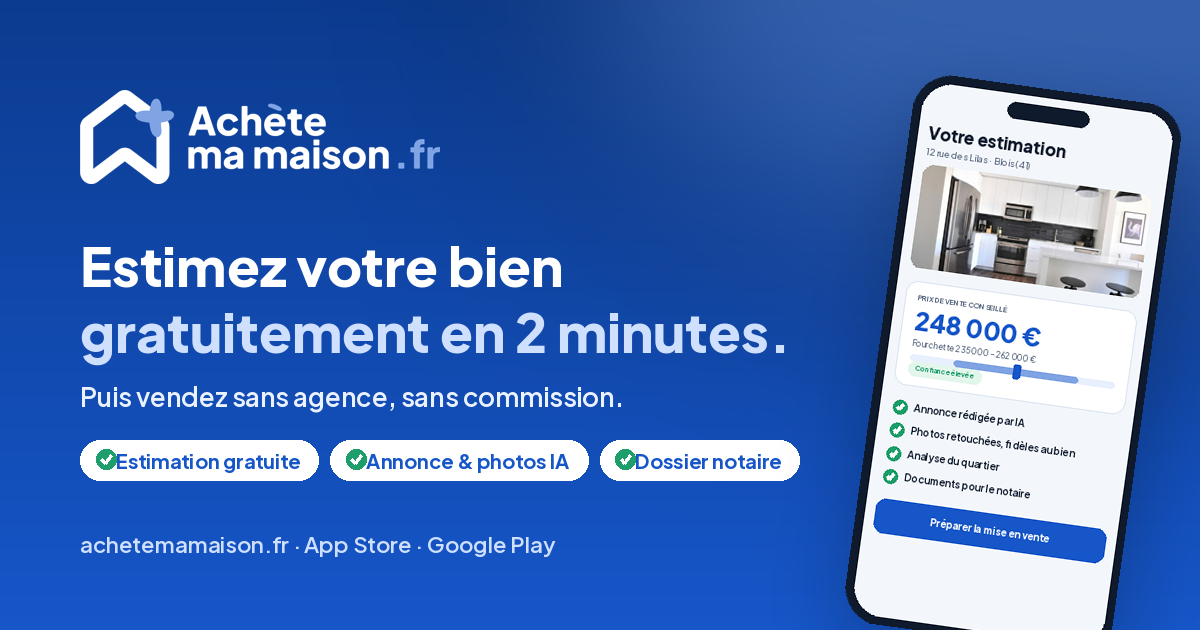 Achète
ma maison.fr
Estimez votre bien
gratuitement en 2 minutes.
Puis vendez sans agence, sans commission.
Estimation gratuite
Annonce & photos IA
Dossier notaire
achetemamaison.fr · App Store · Google Play
Votre estimation
12 rue des Lilas · Blois (41)
PRIX DE VENTE CONSEILLÉ
248 000 €
Fourchette 235 000 – 262 000 €
Confiance élevée
Annonce rédigée par IA
Photos retouchées, fidèles au bien
Analyse du quartier
Documents pour le notaire
Préparer la mise en vente